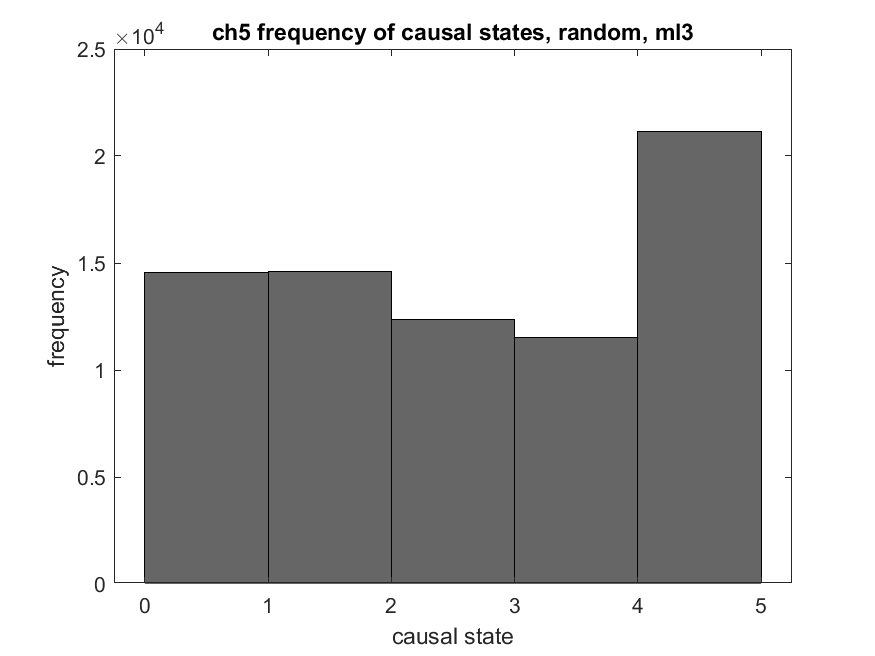 ch5 frequency of causal states, random, ml3
×10^4
2.5
2
1.5
1
0.5
0
frequency
0 1 2 3 4 5
causal state